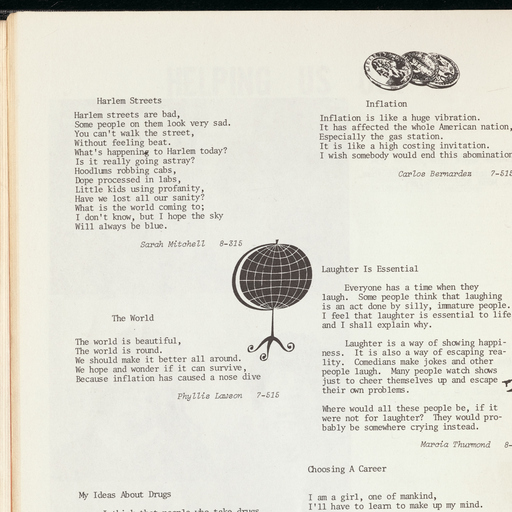 Harlem Streets
Harlem streets are bad,
Some people on them look very sad.
You can't walk the street,
Without feeling beat.
What's happening to Harlem today?
Is it really going astray?
Hoodlums robbing cabs,
Dope processed in labs,
Little kids using profanity,
Have we lost all our sanity?
What is the world coming to;
I don't know, but I hope the sky
Will always be blue.
Sarah Mitchell 8-315
The World
The world is beautiful,
The world is round.
We should make it better all around.
We hope and wonder if it can survive,
Because inflation has caused a nose dive
Phyllis Lawson 7-515
My Ideas About Drugs
Inflation
Inflation is like a huge vibration.
It has affected the whole American nation,
Especially the gas station.
It is like a high costing invitation.
I wish somebody would end this abomination
Carlos Bernardez 7-515
Laughter Is Essential
Everyone has a time when they
laugh. Some people think that laughing
is an act done by silly, immature people.
I feel that laughter is essential to life
and I shall explain why.
Laughter is a way of showing happi-
ness. It is also a way of escaping rea-
lity. Comedians make jokes and other
people laugh. Many people watch shows
just to cheer themselves up and escape
their own problems.
Where would all these people be, if it
were not for laughter? They would pro-
bably be somewhere crying instead.
Marcia Thurmond 8-
Choosing A Career
I am a girl, one of mankind,
I'll have to learn to make up my mind.